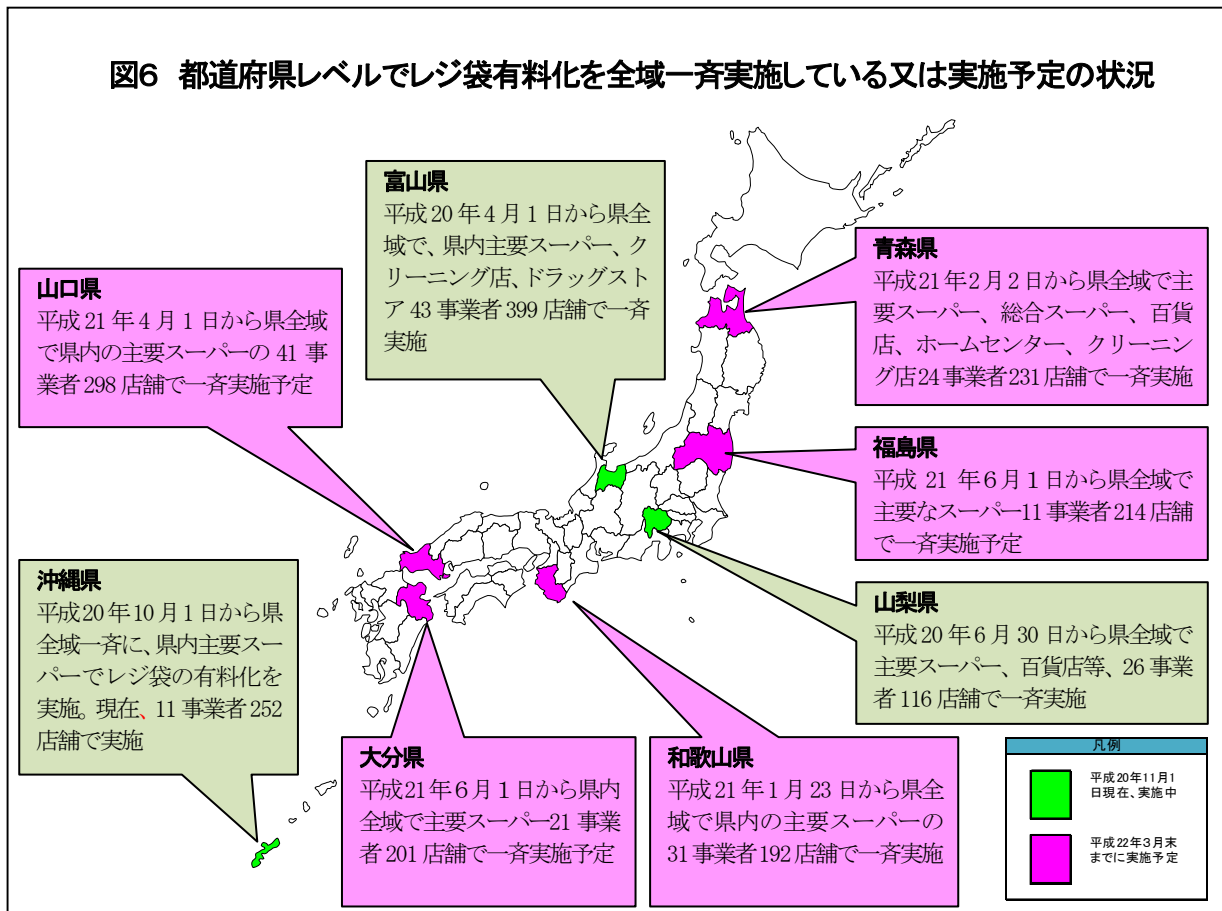 図6 都道府県レベルでレジ袋有料化を全域一斉実施している又は実施予定の状況
富山県
平成20年4月1日から県全
域で、県内主要スーパー、ク
リーニング店、ドラッグスト
ア43事業者399店舗で一斉
実施
青森県
平成21年2月2日から県全域で主
要スーパー、総合スーパー、百貨
店、ホームセンター、クリーニン
グ店24事業者231店舗で一斉実施
山口県
平成21年4月1日から県全域
で県内の主要スーパーの41事
業者298店舗で一斉実施予定
福島県
平成21年6月1日から県全域で
主要なスーパー11事業者214店舗
で一斉実施予定
沖縄県
平成20年10月1日から県
全域一斉に、県内主要スー
パーでレジ袋の有料化を
実施。現在、11事業者252
店舗で実施
山梨県
平成20年6月30日から県全域で
主要スーパー、百貨店等、26事業
者116店舗で一斉実施
大分県
平成21年6月1日から県内
全域で主要スーパー21事業
者201店舗で一斉実施予定
和歌山県
平成21年1月23日から県全
域で県内の主要スーパーの
31事業者192店舗で一斉実施
凡例
平成20年11月1
日現在、実施中
平成22年3月末
までに実施予定